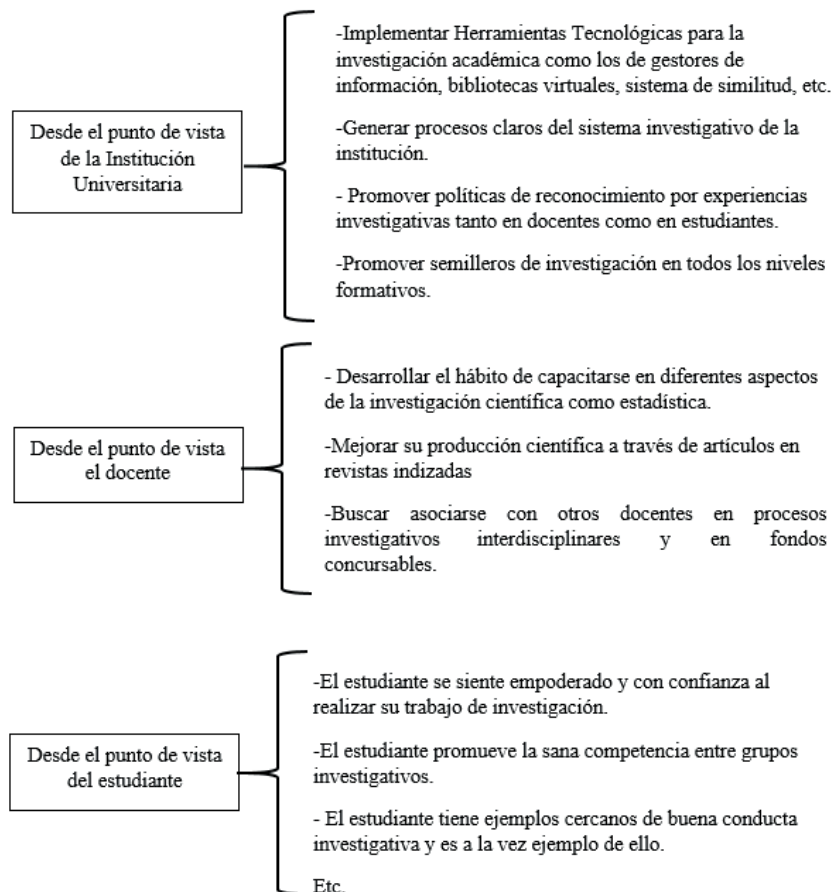 Desde el punto de vista
de la Institución
Universitaria
-Implementar Herramientas Tecnológicas para la
investigación académica como los de gestores de
información, bibliotecas virtuales, sistema de similitud, etc.
-Generar procesos claros del sistema investigativo de la
institución.
- Promover políticas de reconocimiento por experiencias
investigativas tanto en docentes como en estudiantes.
-Promover semilleros de investigación en todos los niveles
formativos.
Desde el punto de vista
el docente
- Desarrollar el hábito de capacitarse en diferentes aspectos
de la investigación científica como estadística.
-Mejorar su producción científica a través de artículos en
revistas indizadas
-Buscar asociarse con otros docentes en procesos
investigativos interdisciplinares y en fondos
concursables.
Desde el punto de vista
del estudiante
-El estudiante se siente empoderado y con confianza al
realizar su trabajo de investigación.
-El estudiante promueve la sana competencia entre grupos
investigativos.
- El estudiante tiene ejemplos cercanos de buena conducta
investigativa y es a la vez ejemplo de ello.
Etc.